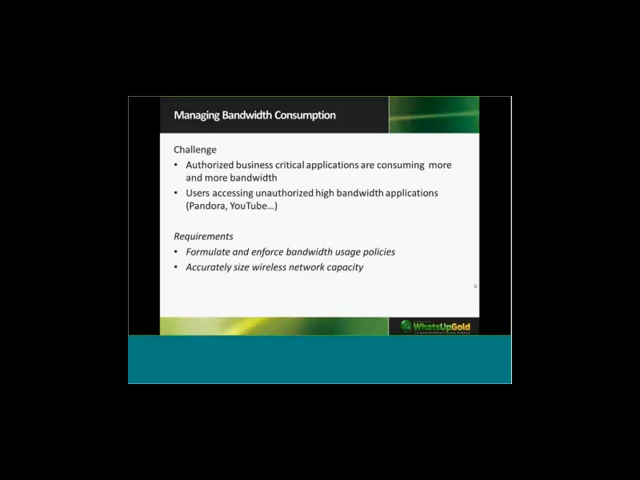 Managing Bandwidth Consumption
Challenge
• Authorized business critical applications are consuming more
and more bandwidth
• Users accessing unauthorized high bandwidth applications
(Pandora, YouTube...)
Requirements
• Formulate and enforce bandwidth usage policies
• Accurately size wireless network capacity
WhatsUpGold